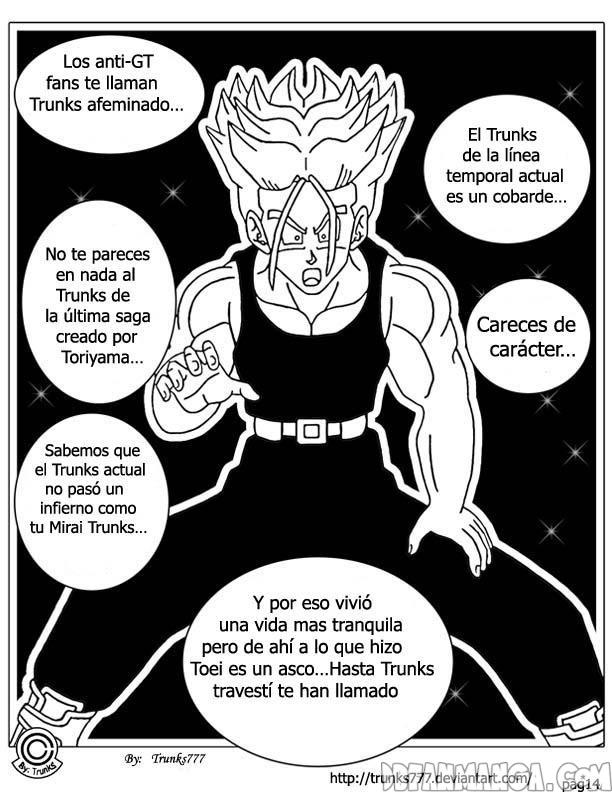 Los anti-GT
fans te llaman
Trunks afeminado...
El Trunks
de la línea
temporal actual
es un cobarde...
No te pareces
en nada al
Trunks de
la última saga
creado por
Toriyama...
Careces de
carácter...
Sabemos que
el Trunks actual
no pasó un
infierno como
tu Mirai Trunks...
Y por eso vivió
una vida mas tranquila
pero de ahí a lo que hizo
Toei es un asco...Hasta Trunks
travestí te han llamado
By: Trunks
By: Trunks777
http://trunks777.deviantart.com/
DBFANMANGA.COM
pag14